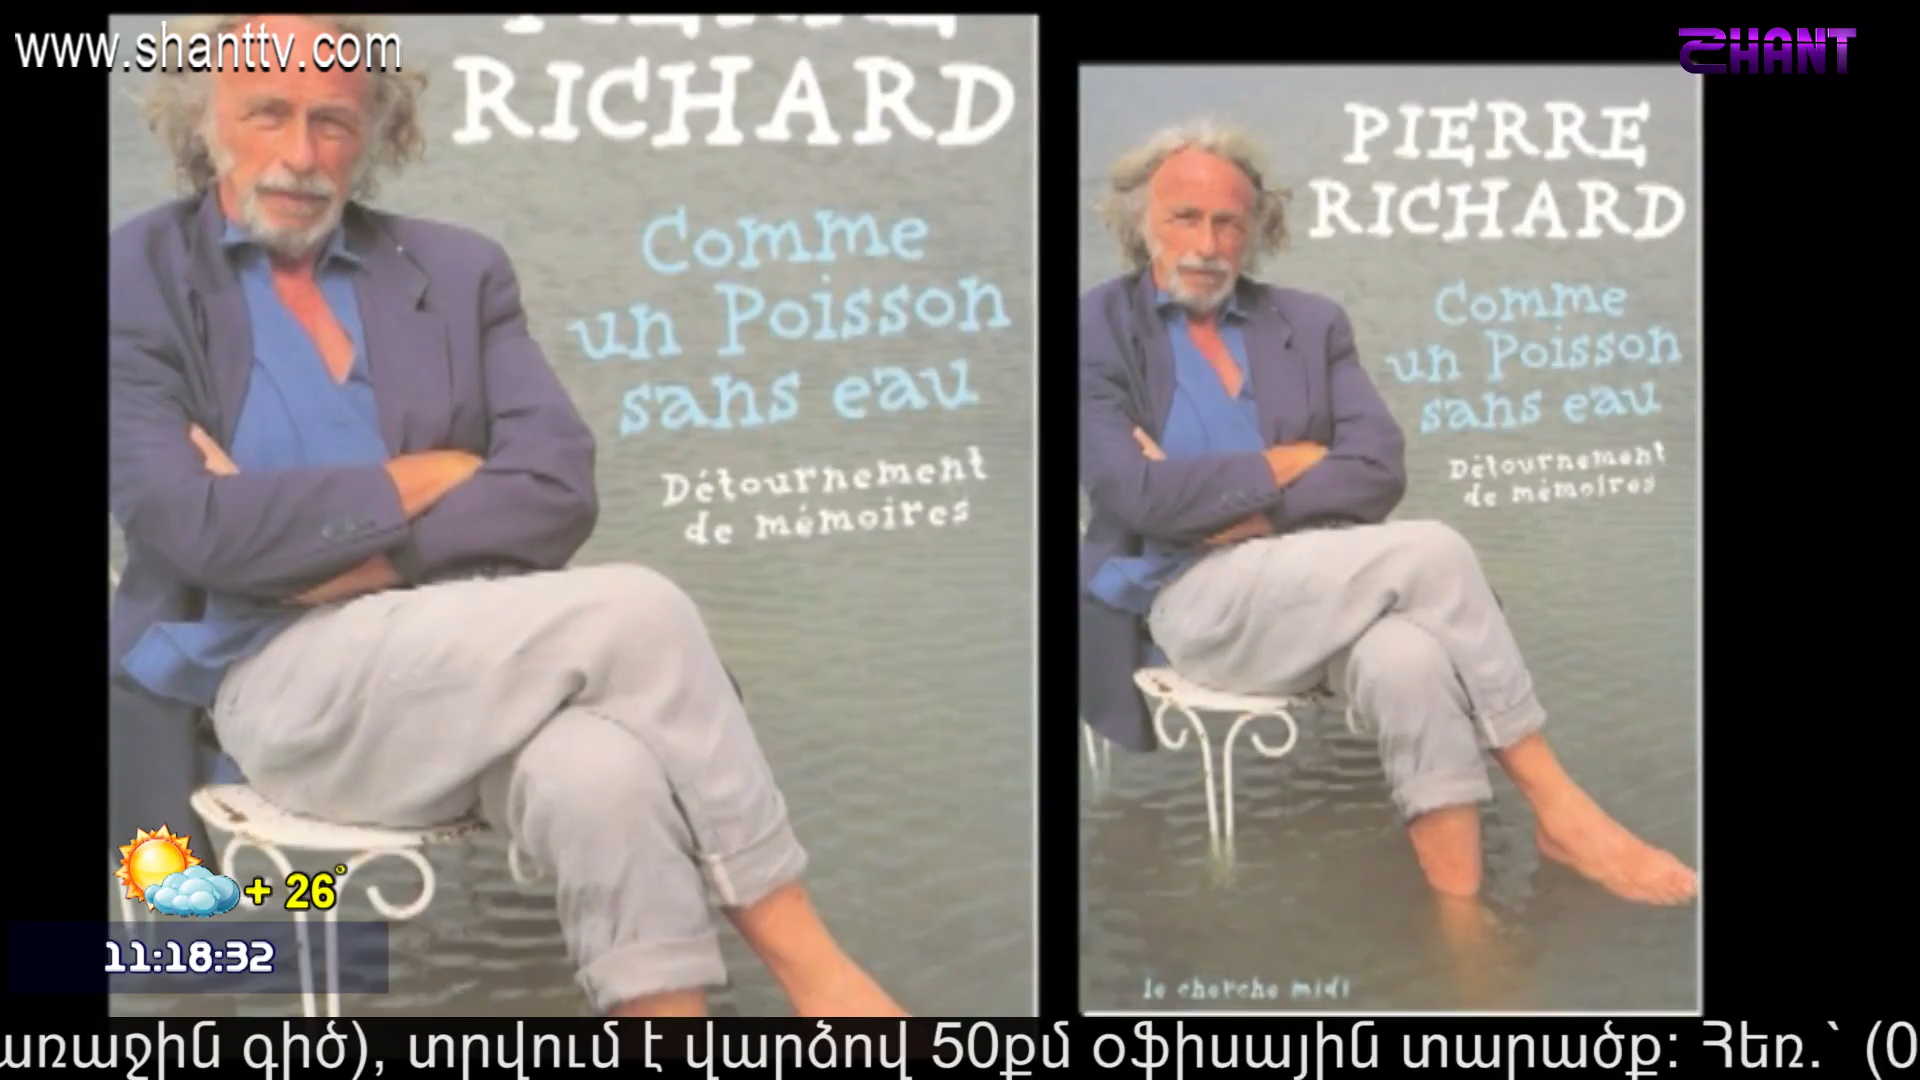 www.shanttv.com
SHANT
RICHARD
Comme
un Poisson
sans eau
Détournement
de mémoires
PIERRE
RICHARD
Comme
un Poisson
sans eau
Détournement
de mémoires
le cherche midi
+ 26°
11:18:32
առաջին գիծ), տրվում է վարձով 50քմ օֆիսային տարածք: Հեռ.` (0